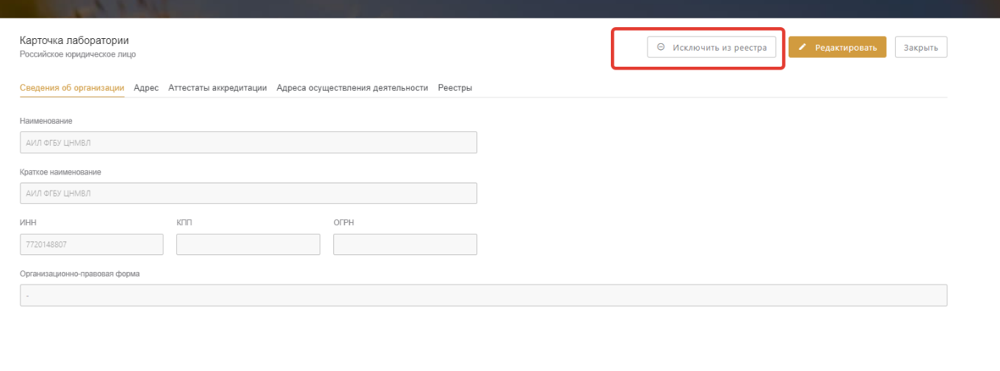 Карточка лаборатории
Российское юридическое лицо
Исключить из реестра
Редактировать
Закрыть
Сведения об организации Адрес Аттестаты аккредитации Адреса осуществления деятельности Реестры
Наименование
АИЛ ФГБУ ЦНМВЛ
Краткое наименование
АИЛ ФГБУ ЦНМВЛ
ИНН КПП ОГРН
7720148807
Организационно-правовая форма
-